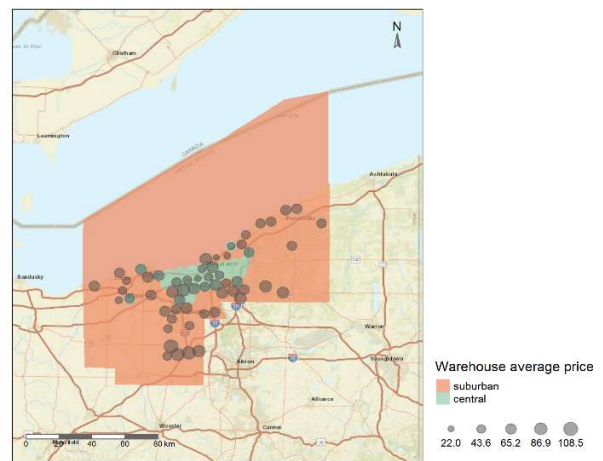 N
Chatham
Leamington
CANADA
Ashtabula
Sandusky
Warren
Akron
Youngstown
Alliance
Wooster
Canton
0
40
60
80 km
Warehouse average price
suburban
central
22.0 43.6 65.2 86.9 108.5